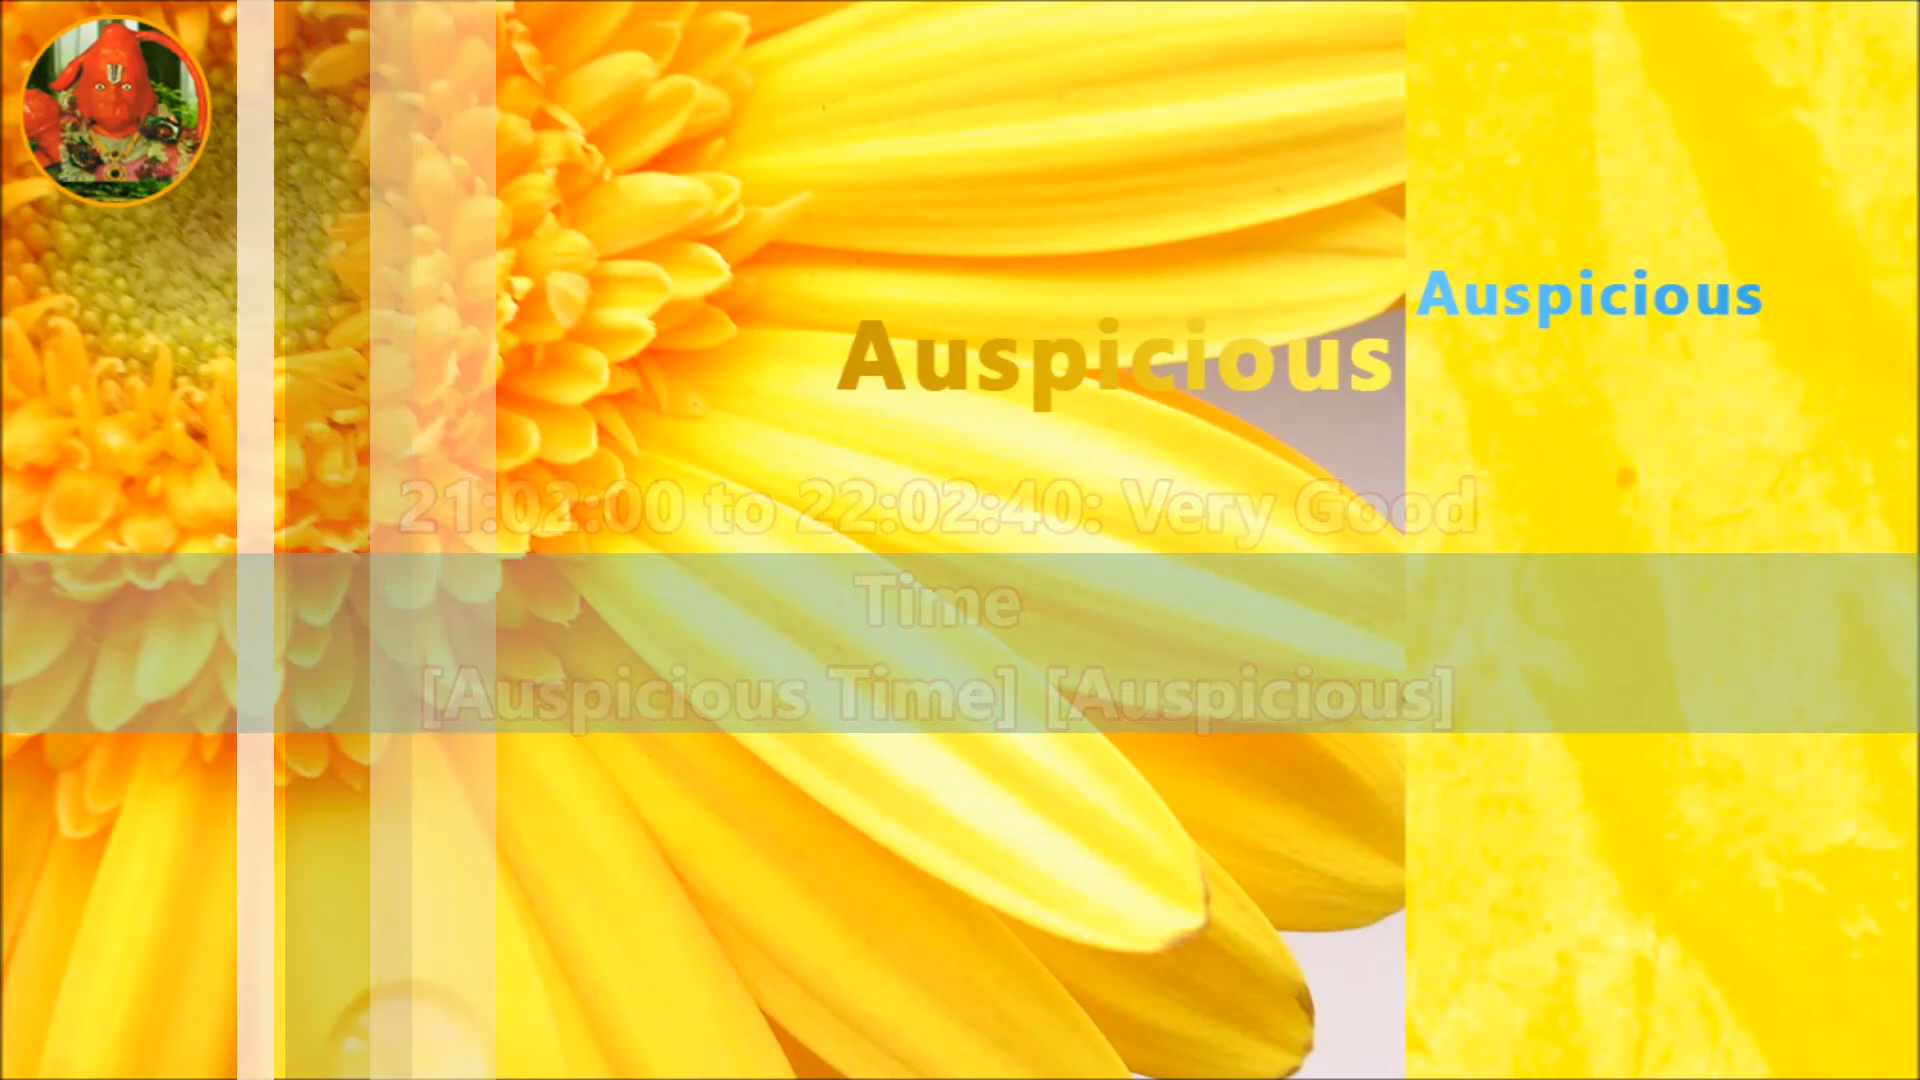 Auspicious
Auspicious
21:02:00 to 22:02:40: Very Good
Time
[Auspicious Time] [Auspicious]